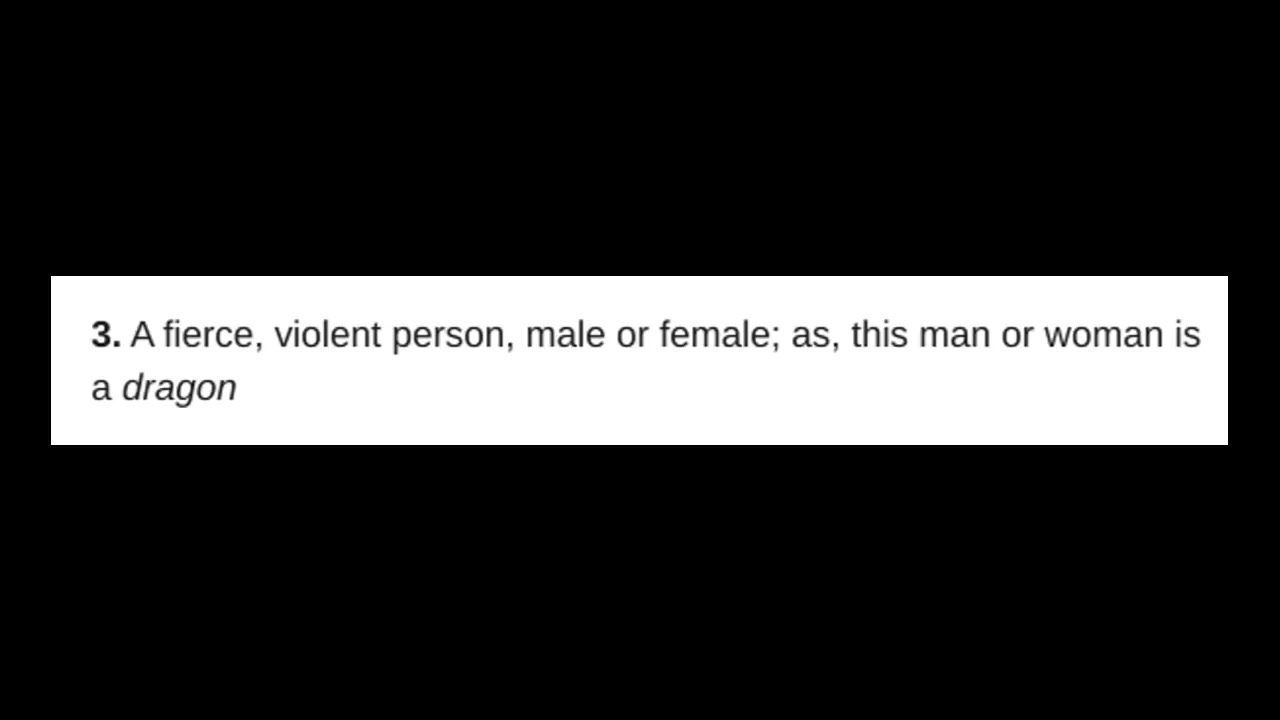 3. A fierce, violent person, male or female; as, this man or woman is
a dragon